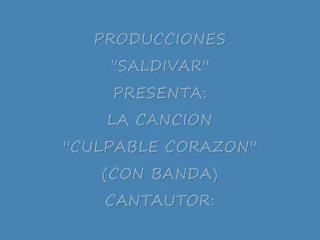 PRODUCCIONES
"SALDIVAR"
PRESENTA:
LA CANCION
"CULPABLE CORAZON"
(CON BANDA)
CANTAUTOR: